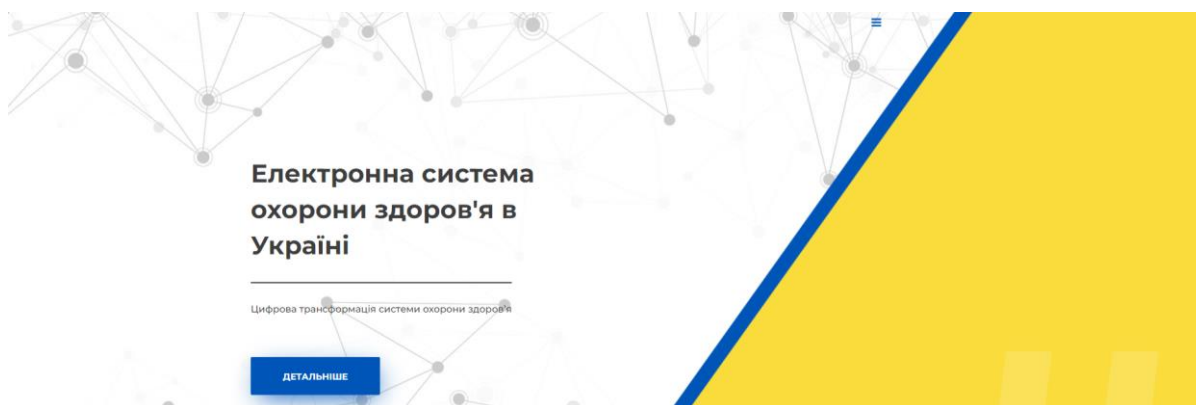 Електронна система
охорони здоров'я в
Україні
Цифрова трансформація системи охорони здоров'я
ДЕТАЛЬНІШЕ